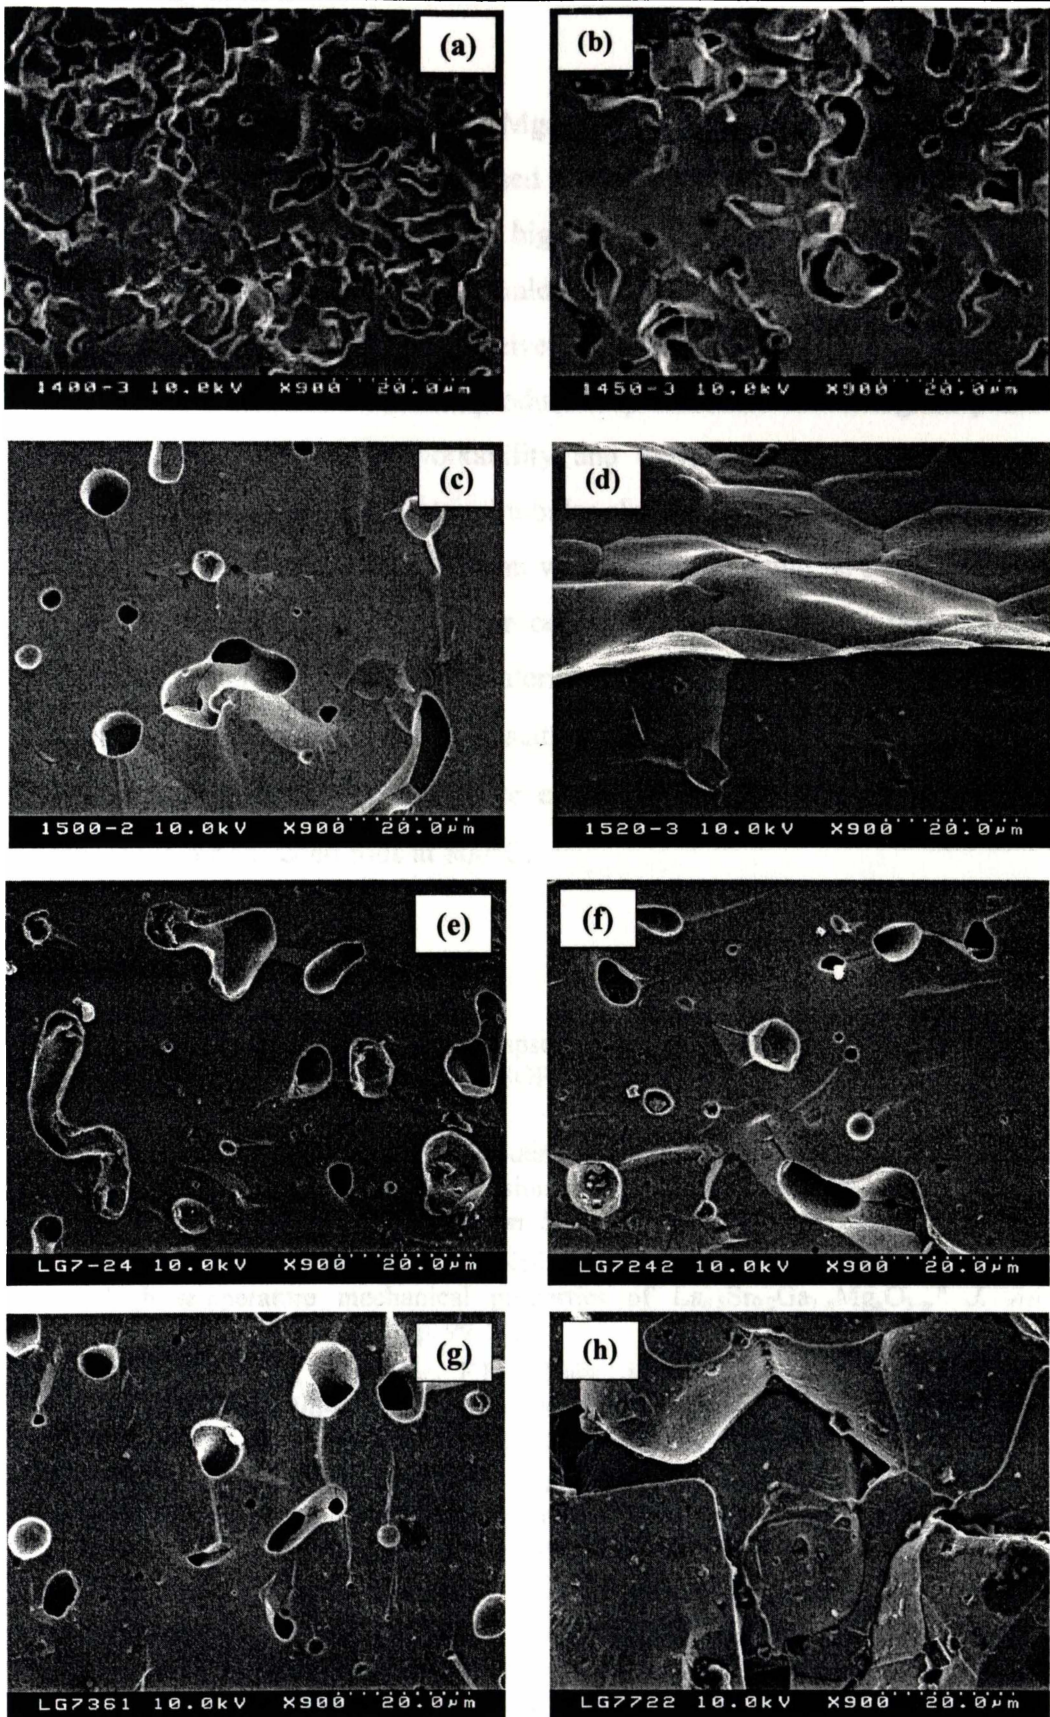 (a)
1400-3 10.0kV X900 20.0µm
(b)
1450-3 10.0kV X900 20.0µm
(c)
1500-2 10.0kV X900 20.0µm
(d)
1520-3 10.0kV X900 20.0µm
(e)
LG7-24 10.0kV X900 20.0µm
(f)
LG7242 10.0kV X900 20.0µm
(g)
LG7361 10.0kV X900 20.0µm
(h)
LG7722 10.0kV X900 20.0µm